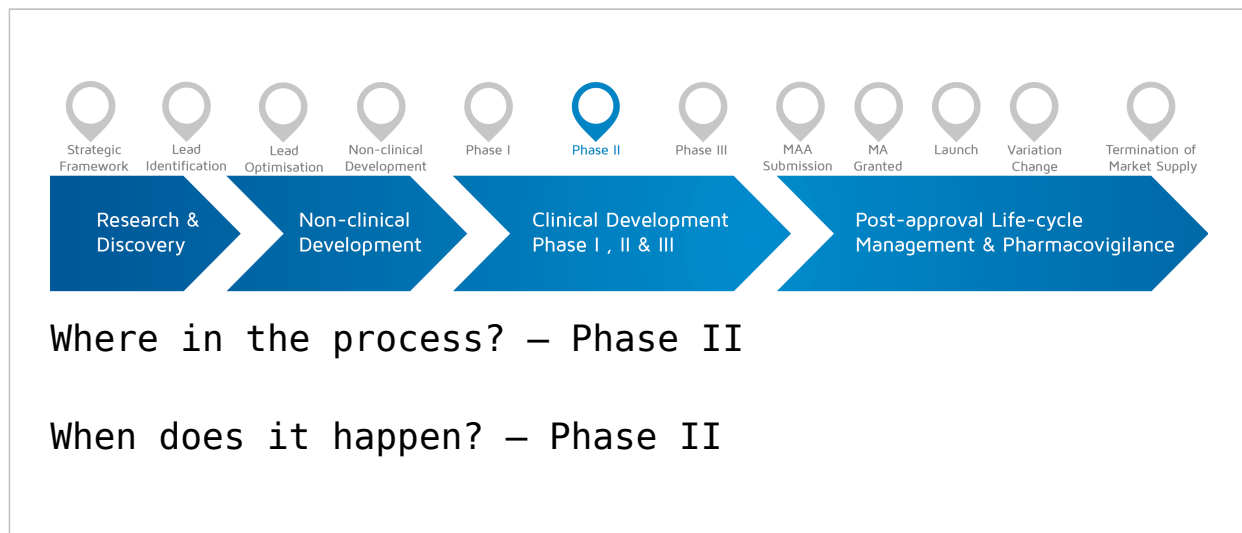 Strategic
Framework
Lead
Identification
Lead
Optimisation
Non-clinical
Development
Phase I
Phase II
Phase III
MAA
Submission
MA
Granted
Launch
Variation
Change
Termination of
Market Supply
Research &
Discovery
Non-clinical
Development
Clinical Development
Phase I , II & III
Post-approval Life-cycle
Management & Pharmacovigilance
Where in the process? – Phase II
When does it happen? – Phase II